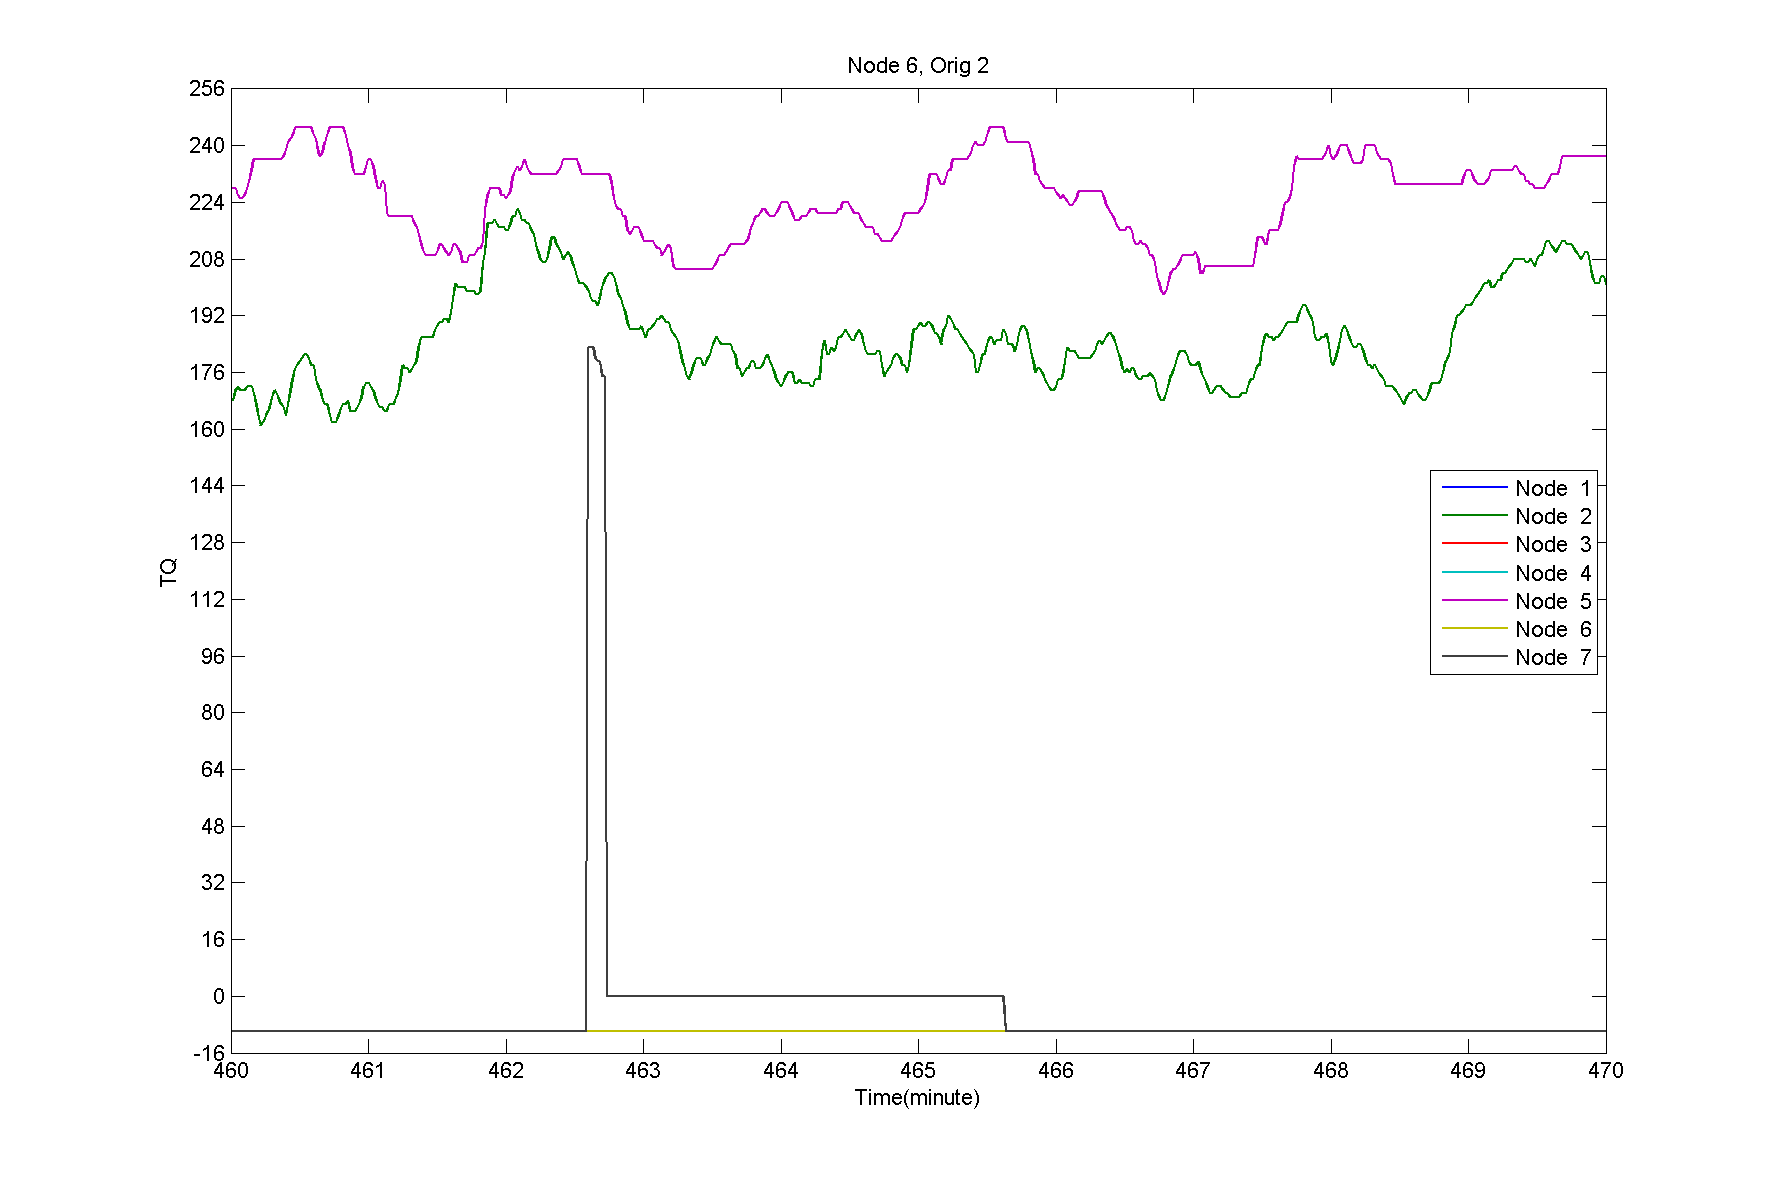 Node 6, Orig 2
256
240
224
208
192
176
160
144
128
112
96
80
64
48
32
16
0
-16
TQ
Node 1
Node 2
Node 3
Node 4
Node 5
Node 6
Node 7
460 461 462 463 464 465 466 467 468 469 470
Time(minute)